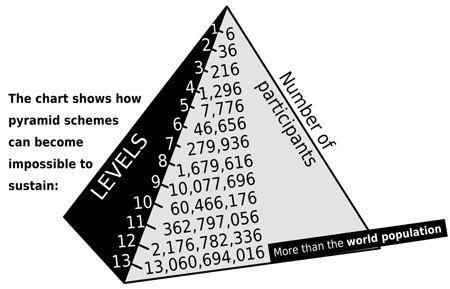 The chart shows how
pyramid schemes
can become
impossible to
sustain:
LEVELS
Number of
participants
1 6
2 36
3 216
4 1,296
5 7,776
6 46,656
7 279,936
8 1,679,616
9 10,077,696
10 60,466,176
11 362,797,056
12 2,176,782,336
13 13,060,694,016
More than the world population